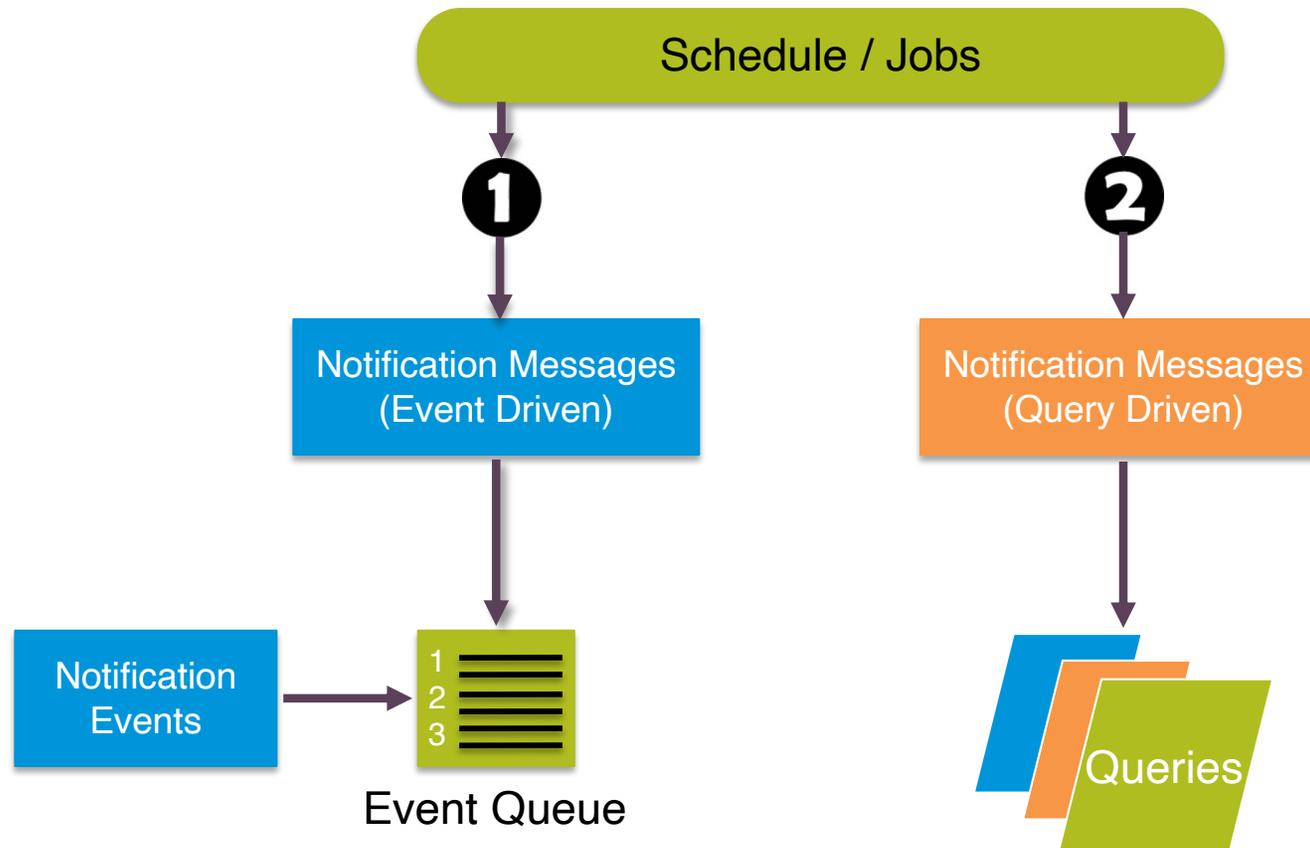 Schedule / Jobs
1
2
Notification Messages
(Event Driven)
Notification Messages
(Query Driven)
Notification
Events
1
2
3
Event Queue
Queries